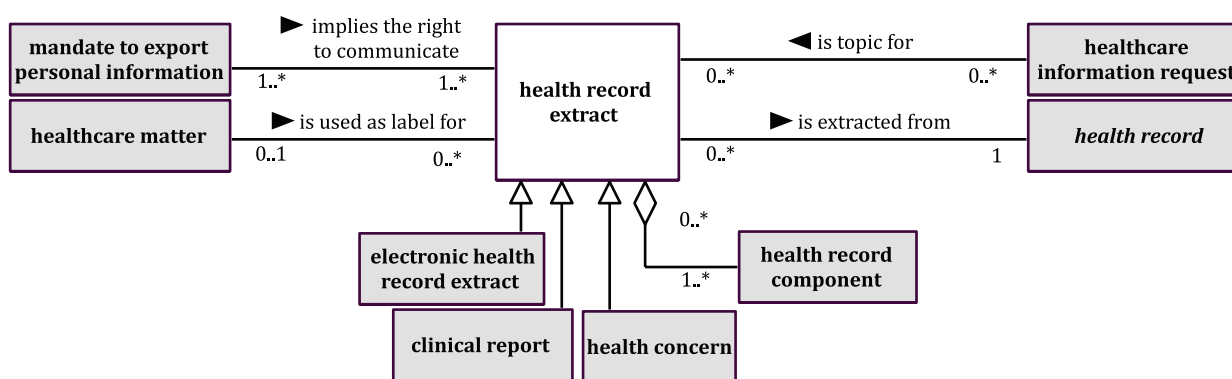 mandate to export
personal information
implies the right
to communicate
1..*
1..*
health record
extract
is topic for
0..*
0..*
healthcare
information request
healthcare matter
is used as label for
0..1
0..*
is extracted from
0..*
1
health record
electronic health
record extract
0..*
1..*
health record
component
clinical report
health concern